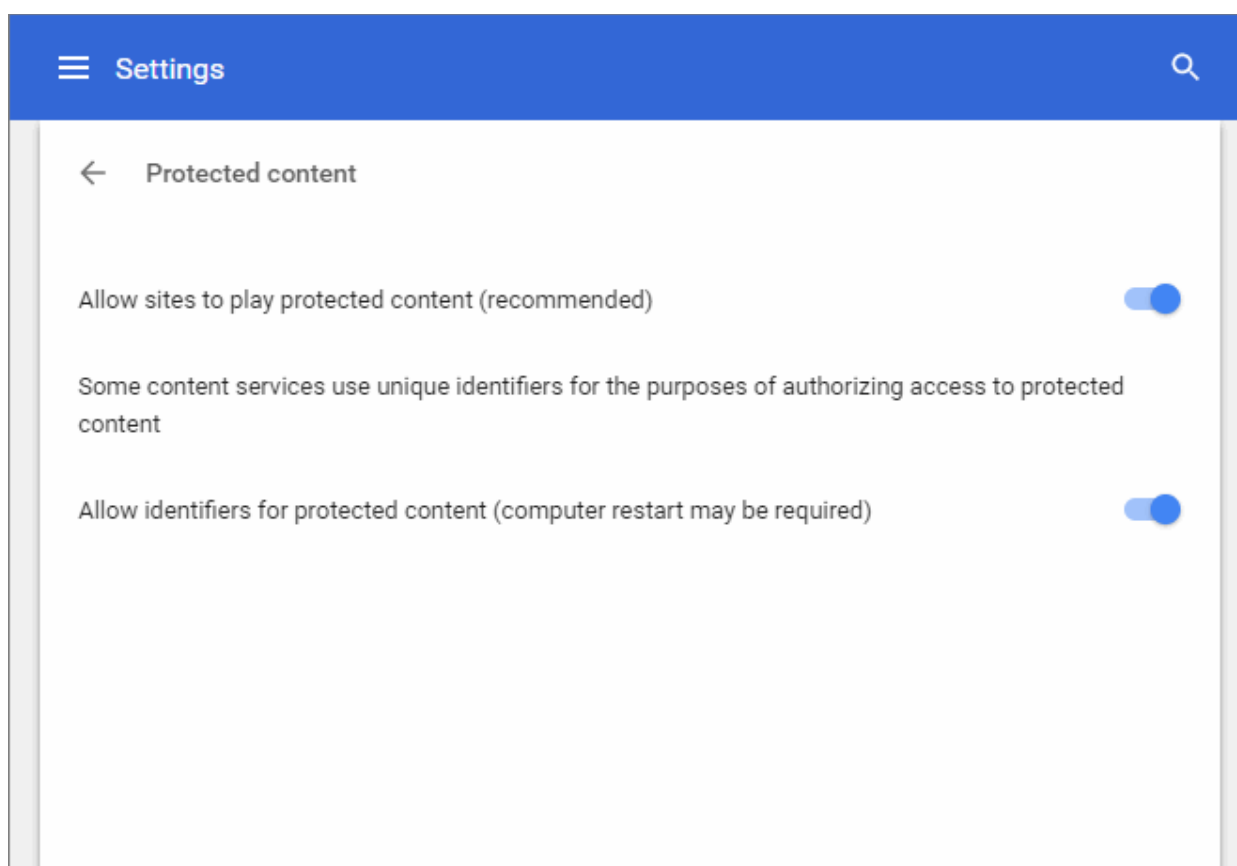 Settings
Protected content
Allow sites to play protected content (recommended)
Some content services use unique identifiers for the purposes of authorizing access to protected
content
Allow identifiers for protected content (computer restart may be required)